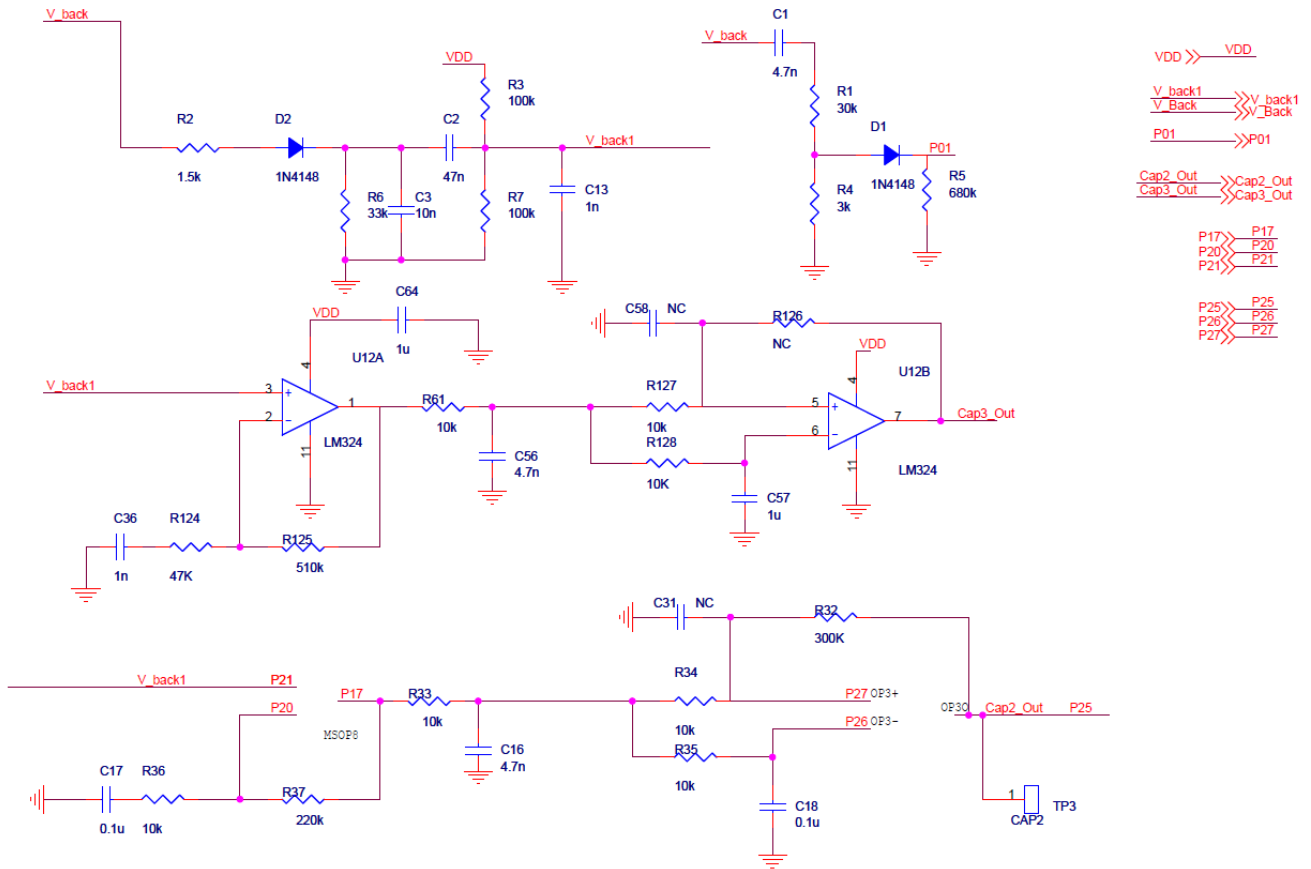 V_back
R2
1.5k
D2
1N4148
R6
33k
C3
10n
C2
47n
VDD
R3
100k
R7
100k
V_back1
C13
1n
V_back
C1
4.7n
R1
30k
R4
3k
D1
1N4148
P01
R5
680k
VDD VDD
V_back1 V_back1
V_Back V_Back
P01 P01
Cap2_Out Cap2_Out
Cap3_Out Cap3_Out
P17 P17
P20 P20
P21 P21
P25 P25
P26 P26
P27 P27
V_back1
VDD
C64
1u
U12A
4
3
+
2
−
1
11
LM324
C36
1n
R124
47K
R125
510k
R61
10k
C56
4.7n
C58 NC
R126
NC
R127
10k
R128
10K
C57
1u
VDD
U12B
4
5
+
6
−
7
11
LM324
Cap3_Out
V_back1 P21
P20
P17
MSOP8
C17
0.1u
R36
10k
R37
220k
R33
10k
C16
4.7n
C31 NC
R32
300K
R34
10k
R35
10k
P27 OP3+
P26 OP3-
C18
0.1u
OP3O
Cap2_Out P25
1
CAP2
TP3